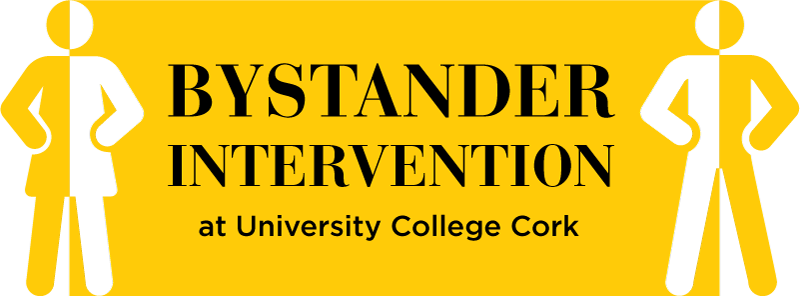 BYSTANDER
INTERVENTION
at University College Cork